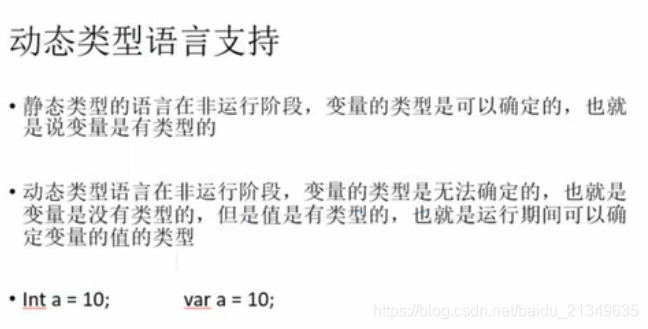 动态类型语言支持
• 静态类型的语言在非运行阶段，变量的类型是可以确定的，也就
是说变量是有类型的
• 动态类型语言在非运行阶段，变量的类型是无法确定的，也就是
变量是没有类型的，但是值是有类型的，也就是运行期间可以确
定变量的值的类型
• Int a = 10; var a = 10;
https://blog.csdn.net/baidu_21349635